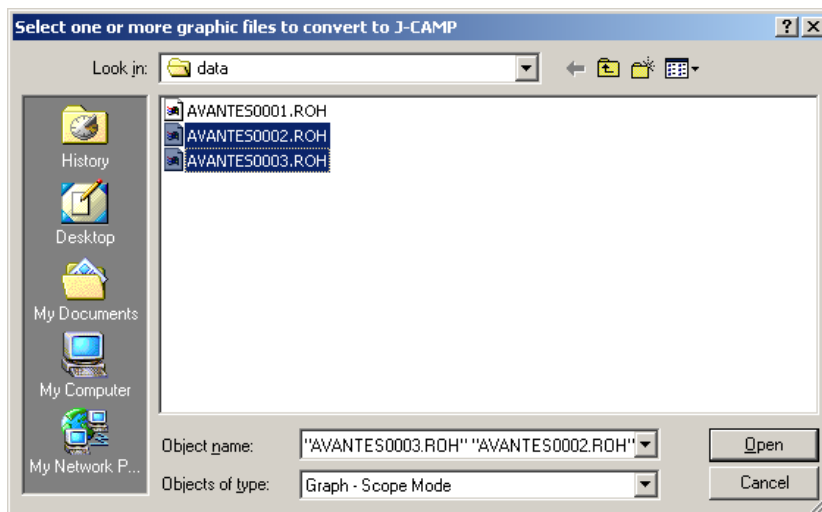 Select one or more graphic files to convert to J-CAMP
Look in: data
AVANTES0001.ROH
AVANTES0002.ROH
AVANTES0003.ROH
History
Desktop
My Documents
My Computer
My Network P...
Object name: "AVANTES0003.ROH" "AVANTES0002.ROH" Open
Objects of type: Graph - Scope Mode Cancel